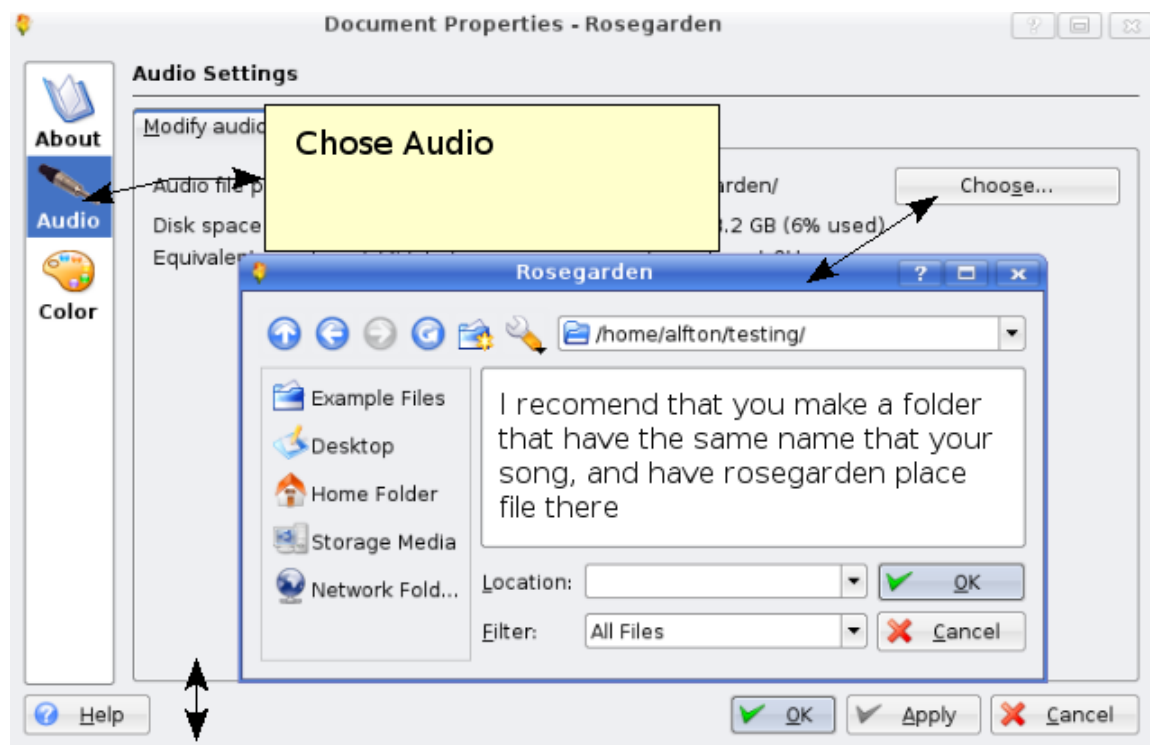 Document Properties - Rosegarden
Audio Settings
About
Audio
Color
Modify audio
Chose Audio
Audio file p
arden/
Choose...
Disk space
.2 GB (6% used)
Rosegarden
/home/alfton/testing/
Example Files
Desktop
Home Folder
Storage Media
Network Fold...
I recomend that you make a folder
that have the same name that your
song, and have rosegarden place
file there
Location:
OK
Filter:
All Files
Cancel
Help
OK
Apply
Cancel